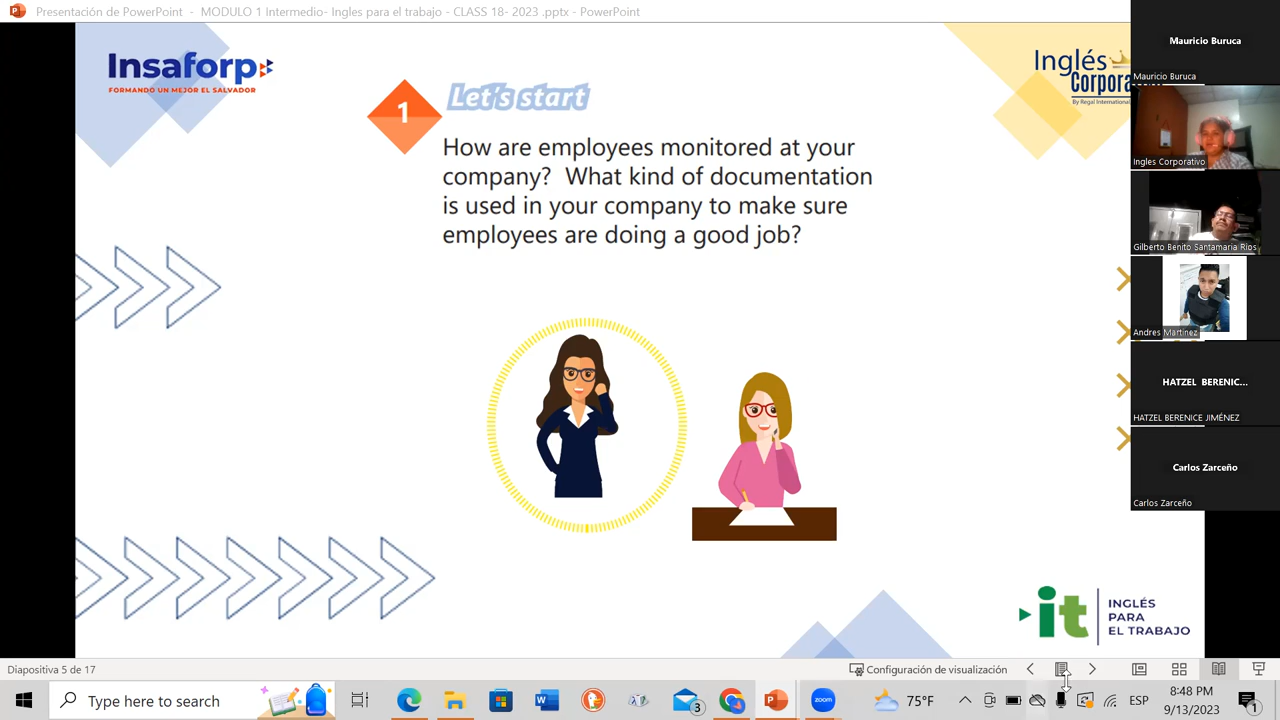 Presentación de PowerPoint - MODULO 1 Intermedio- Ingles para el trabajo - CLASS 18- 2023 .pptx - PowerPoint
Insaforp
FORMANDO UN MEJOR EL SALVADOR
1
Let's start
How are employees monitored at your
company? What kind of documentation
is used in your company to make sure
employees are doing a good job?
Inglés
Corpora
By Regal International
Mauricio Buruca
Mauricio Buruca
Ingles Corporativo
Gilberto Benito Santamaria Rios
Andres Martinez
HATZEL BERENIC...
HATZEL BERENICE JIMÉNEZ
Carlos Zarceño
Carlos Zarceño
it
INGLÉS
PARA
EL TRABAJO
Diapositiva 5 de 17
Configuración de visualización
Type here to search
3
zoom
75°F
ESP
8:48 PM
9/13/2023
1